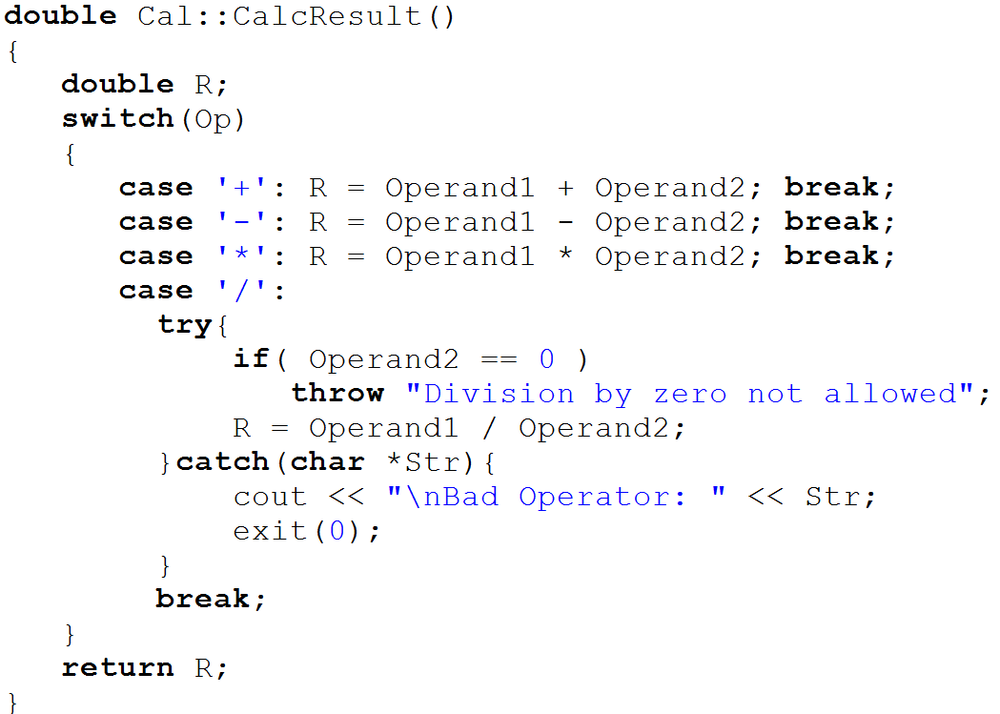 double Cal::CalcResult()
{
   double R;
   switch(Op)
   {
      case '+': R = Operand1 + Operand2; break;
      case '-': R = Operand1 - Operand2; break;
      case '*': R = Operand1 * Operand2; break;
      case '/':
        try{
            if( Operand2 == 0 )
               throw "Division by zero not allowed";
            R = Operand1 / Operand2;
        }catch(char *Str){
            cout << "\nBad Operator: " << Str;
            exit(0);
        }
        break;
   }
   return R;
}